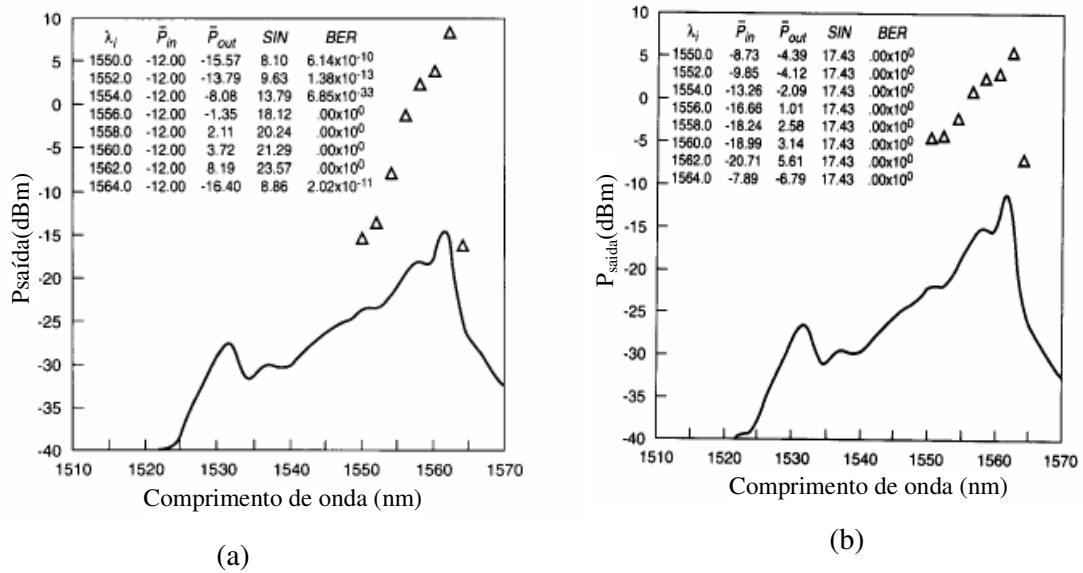 λi P̄in P̄out SIN BER
1550.0 -12.00 -15.57 8.10 6.14x10⁻¹⁰
1552.0 -12.00 -13.79 9.63 1.38x10⁻¹³
1554.0 -12.00 -8.08 13.79 6.85x10⁻³³
1556.0 -12.00 -1.35 18.12 .00x10⁰
1558.0 -12.00 2.11 20.24 .00x10⁰
1560.0 -12.00 3.72 21.29 .00x10⁰
1562.0 -12.00 8.19 23.57 .00x10⁰
1564.0 -12.00 -16.40 8.86 2.02x10⁻¹¹
10
5
0
-5
-10
-15
-20
-25
-30
-35
-40
Psaída(dBm)
1510 1520 1530 1540 1550 1560 1570
Comprimento de onda (nm)
(a)
λi P̄in P̄out SIN BER
1550.0 -8.73 -4.39 17.43 .00x10⁰
1552.0 -9.85 -4.12 17.43 .00x10⁰
1554.0 -13.26 -2.09 17.43 .00x10⁰
1556.0 -16.66 1.01 17.43 .00x10⁰
1558.0 -18.24 2.58 17.43 .00x10⁰
1560.0 -18.99 3.14 17.43 .00x10⁰
1562.0 -20.71 5.61 17.43 .00x10⁰
1564.0 -7.89 -6.79 17.43 .00x10⁰
10
5
0
-5
10
-15
-20
-25
-30
-35
-40
Psaida(dBm)
1510 1520 1530 1540 1550 1560 1570
Comprimento de onda (nm)
(b)